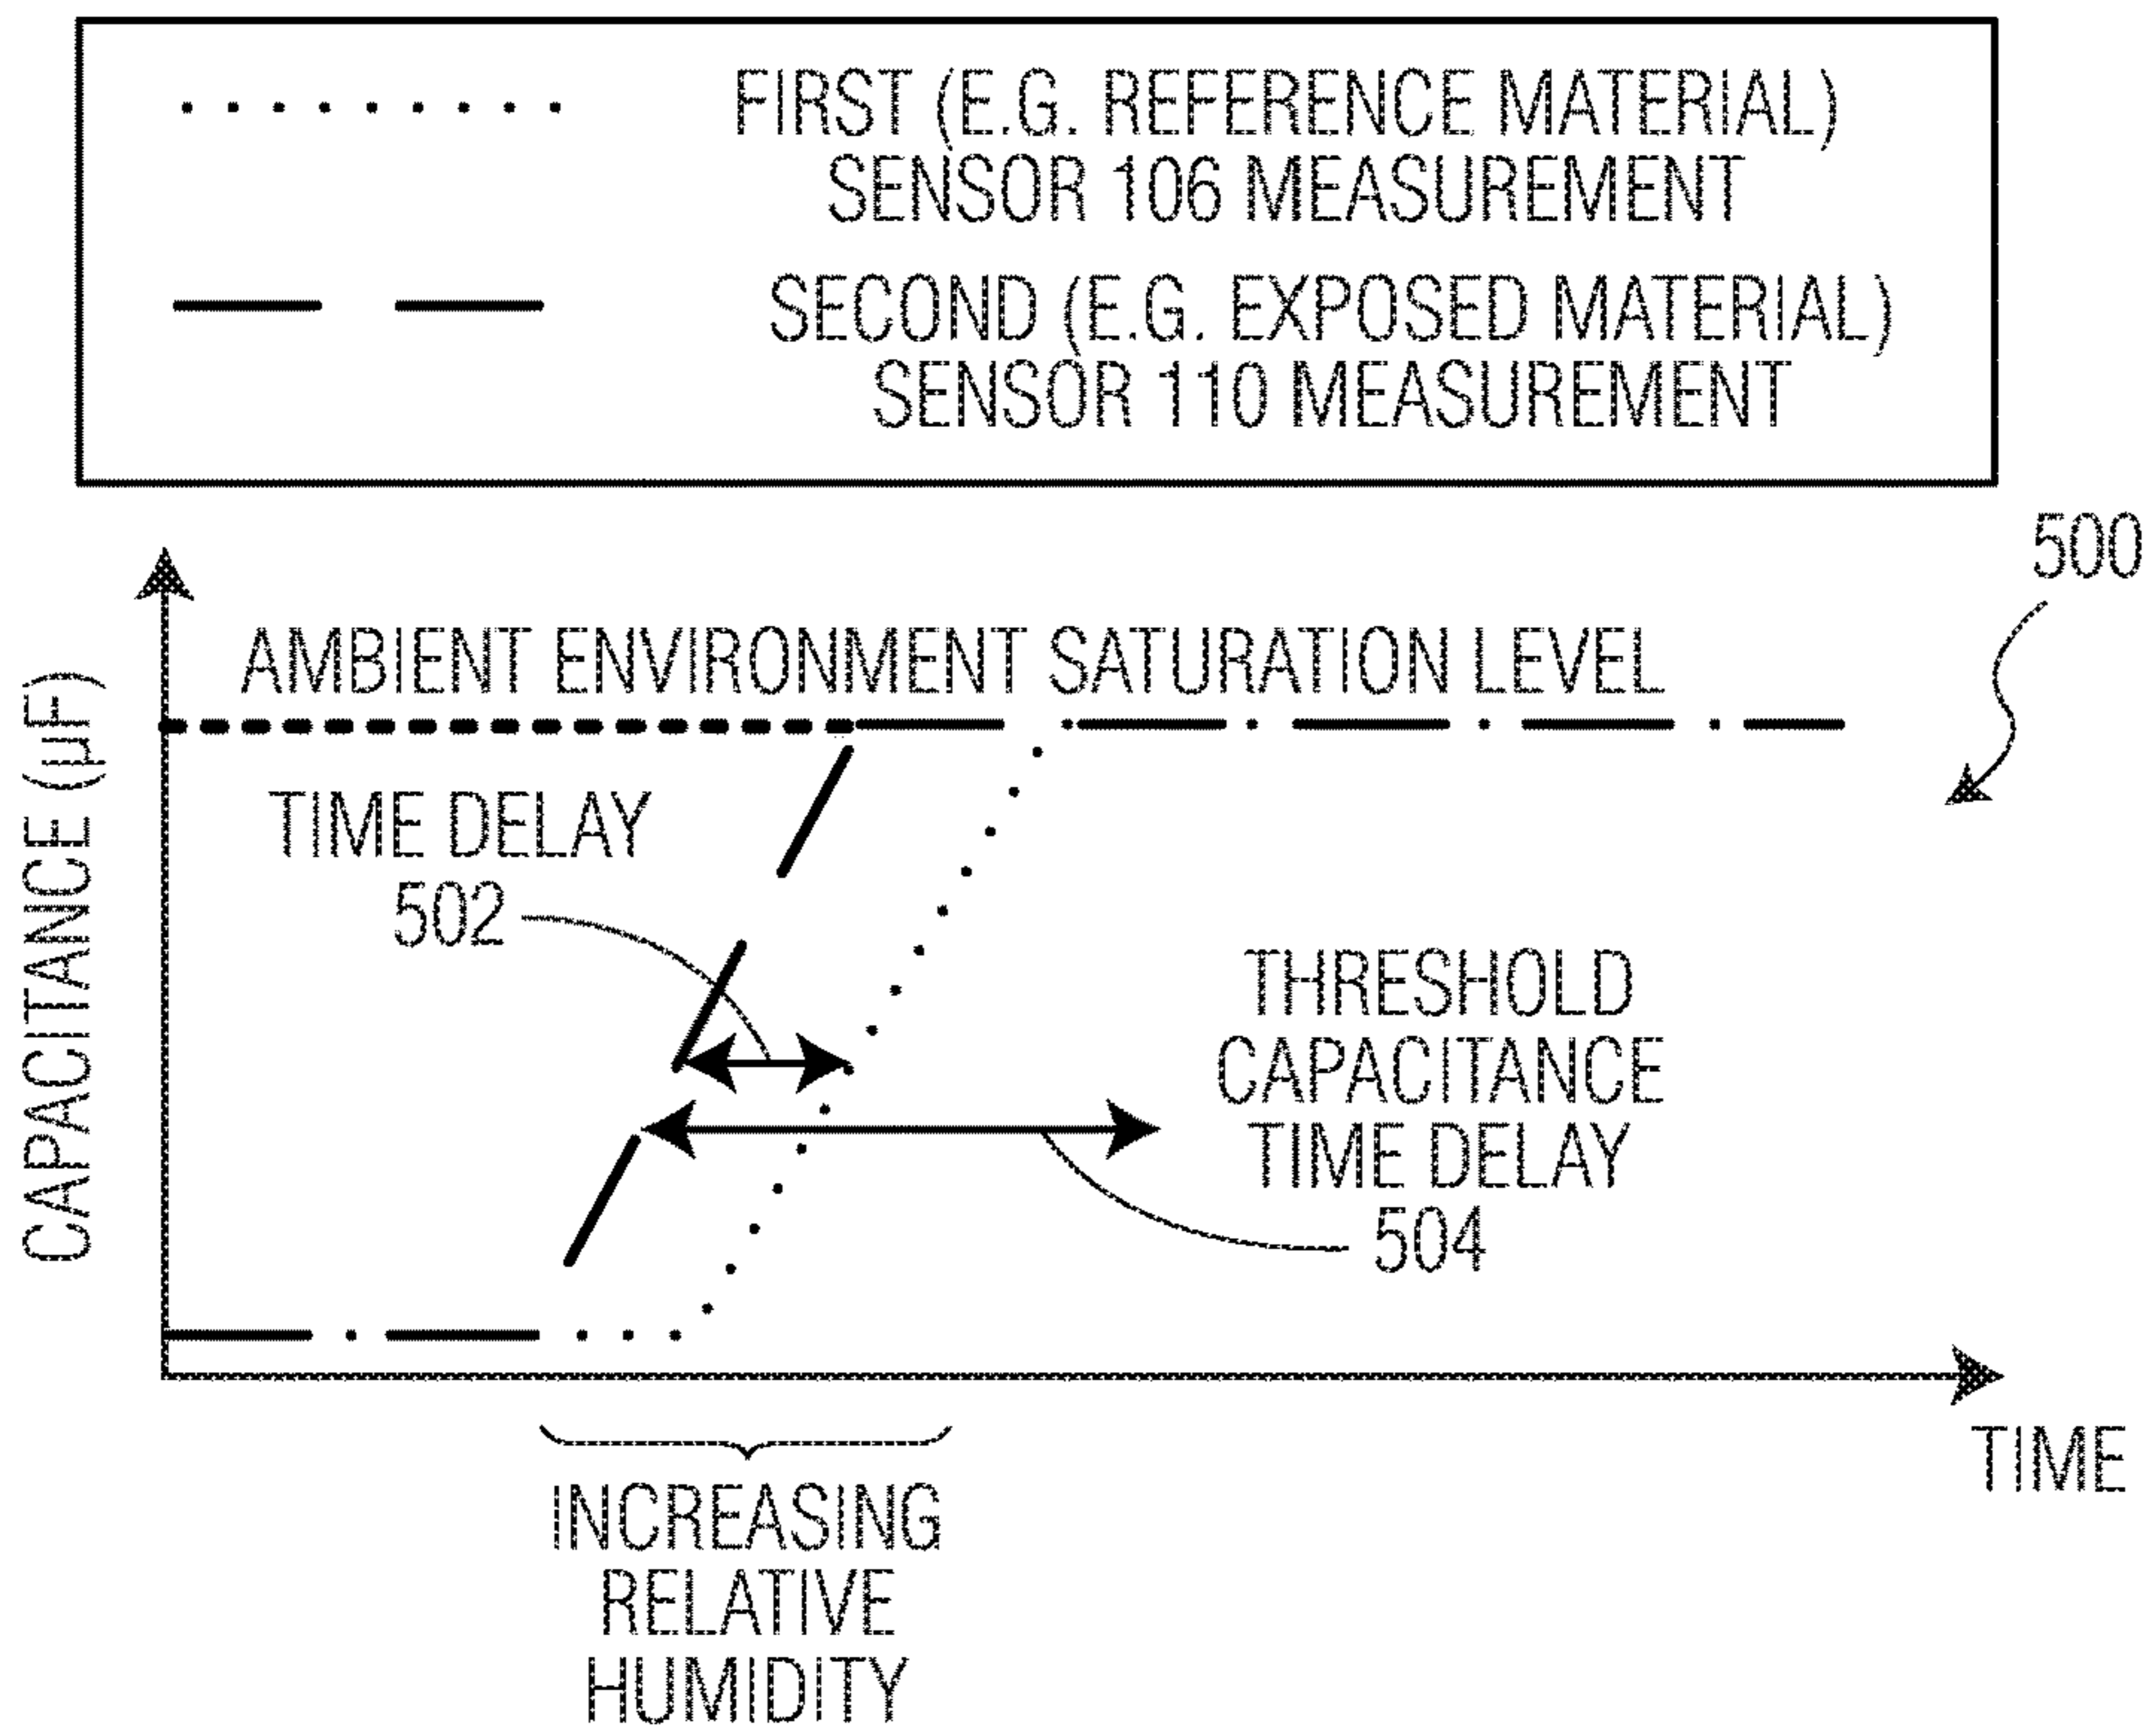 FIRST (E.G. REFERENCE MATERIAL)
SENSOR 106 MEASUREMENT
SECOND (E.G. EXPOSED MATERIAL)
SENSOR 110 MEASUREMENT
500
AMBIENT ENVIRONMENT SATURATION LEVEL
CAPACITANCE (µF)
TIME DELAY
502
THRESHOLD
CAPACITANCE
TIME DELAY
504
TIME
INCREASING
RELATIVE
HUMIDITY